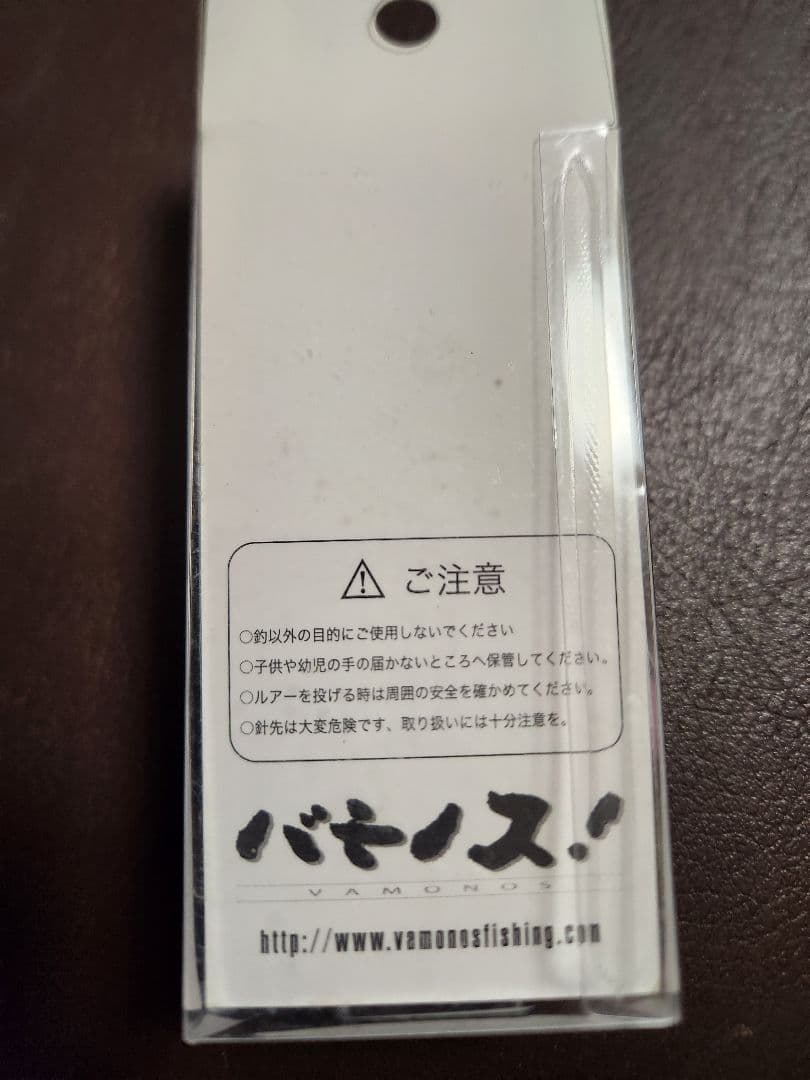 ご注意
○釣以外の目的にご使用しないでください
○子供や幼児の手の届かないところへ保管してください。
○ルアーを投げる時は周囲の安全を確かめてください。
○針先は大変危険です、取り扱いには十分注意を。
バモノス!
VAMONOS
http://www.vamonosfishing.com